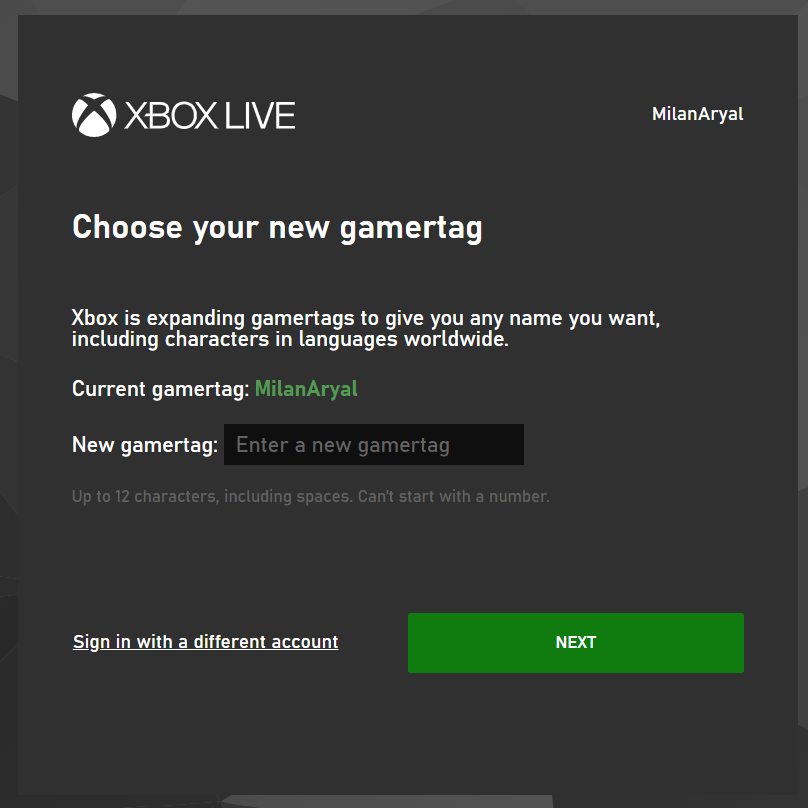 XBOX LIVE
MilanAryal
Choose your new gamertag
Xbox is expanding gamertags to give you any name you want,
including characters in languages worldwide.
Current gamertag: MilanAryal
New gamertag: Enter a new gamertag
Up to 12 characters, including spaces. Can't start with a number.
Sign in with a different account
NEXT